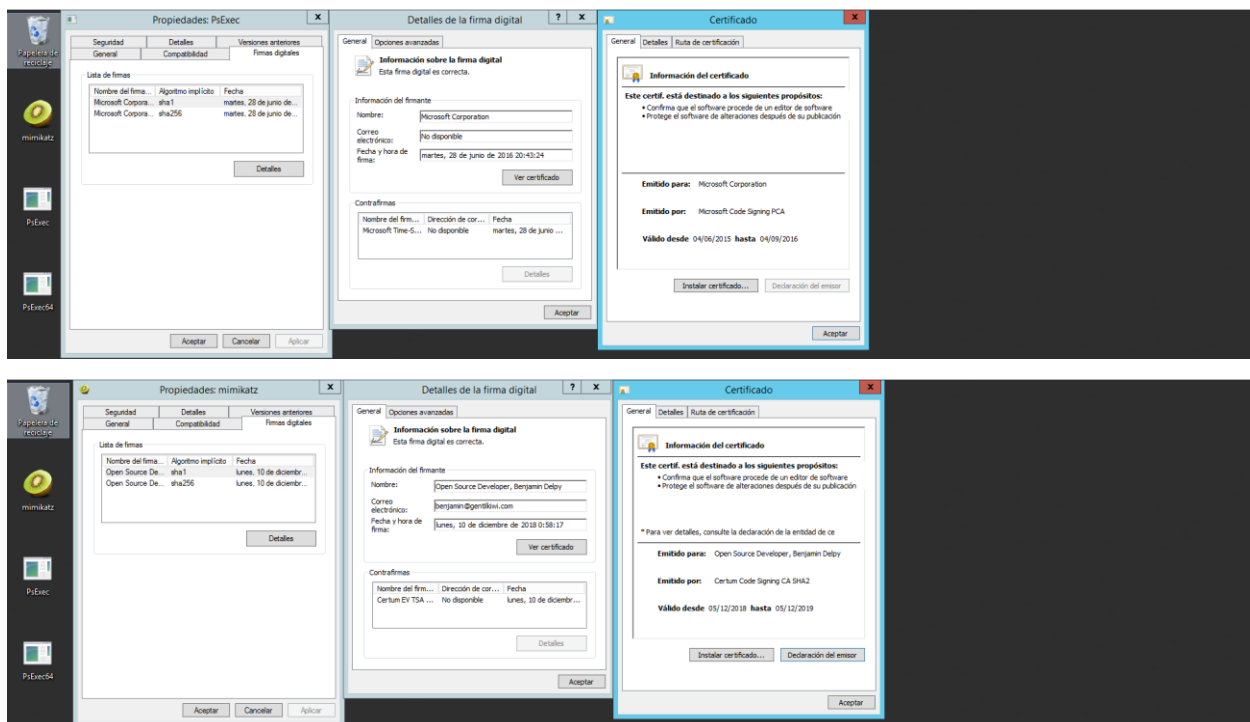 Papelera de
reciclaje
mimikatz
PsExec
PsExec64
Propiedades: PsExec
Seguridad Detalles Versiones anteriores
General Compatibilidad Firmas digitales
Lista de firmas
Nombre del firma... Algoritmo implícito Fecha
Microsoft Corpora... sha1 martes, 28 de junio de...
Microsoft Corpora... sha256 martes, 28 de junio de...
Detalles
Aceptar Cancelar Aplicar
Detalles de la firma digital ? x
General Opciones avanzadas
Información sobre la firma digital
Esta firma digital es correcta.
Información del firmante
Nombre: Microsoft Corporation
Correo
electrónico: No disponible
Fecha y hora de
firma: martes, 28 de junio de 2016 20:43:24
Ver certificado
Contrafirmas
Nombre del firm... Dirección de cor... Fecha
Microsoft Time-S... No disponible martes, 28 de junio ...
Detalles
Aceptar
Certificado
General Detalles Ruta de certificación
Información del certificado
Este certif. está destinado a los siguientes propósitos:
• Confirma que el software procede de un editor de software
• Protege el software de alteraciones después de su publicación
Emitido para: Microsoft Corporation
Emitido por: Microsoft Code Signing PCA
Válido desde 04/06/2015 hasta 04/09/2016
Instalar certificado... Declaración del emisor
Aceptar
Papelera de
reciclaje
mimikatz
PsExec
PsExec64
Propiedades: mimikatz
Seguridad Detalles Versiones anteriores
General Compatibilidad Firmas digitales
Lista de firmas
Nombre del firma... Algoritmo implícito Fecha
Open Source De... sha1 lunes, 10 de diciembr...
Open Source De... sha256 lunes, 10 de diciembr...
Detalles
Aceptar Cancelar Aplicar
Detalles de la firma digital ? x
General Opciones avanzadas
Información sobre la firma digital
Esta firma digital es correcta.
Información del firmante
Nombre: Open Source Developer, Benjamin Delpy
Correo
electrónico: benjamin@gentilkiwi.com
Fecha y hora de
firma: lunes, 10 de diciembre de 2018 0:58:17
Ver certificado
Contrafirmas
Nombre del firm... Dirección de cor... Fecha
Certum EV TSA ... No disponible lunes, 10 de diciembr...
Detalles
Aceptar
Certificado
General Detalles Ruta de certificación
Información del certificado
Este certif. está destinado a los siguientes propósitos:
• Confirma que el software procede de un editor de software
• Protege el software de alteraciones después de su publicación
* Para ver detalles, consulte la declaración de la entidad de ce
Emitido para: Open Source Developer, Benjamin Delpy
Emitido por: Certum Code Signing CA SHA2
Válido desde 05/12/2018 hasta 05/12/2019
Instalar certificado... Declaración del emisor
Aceptar